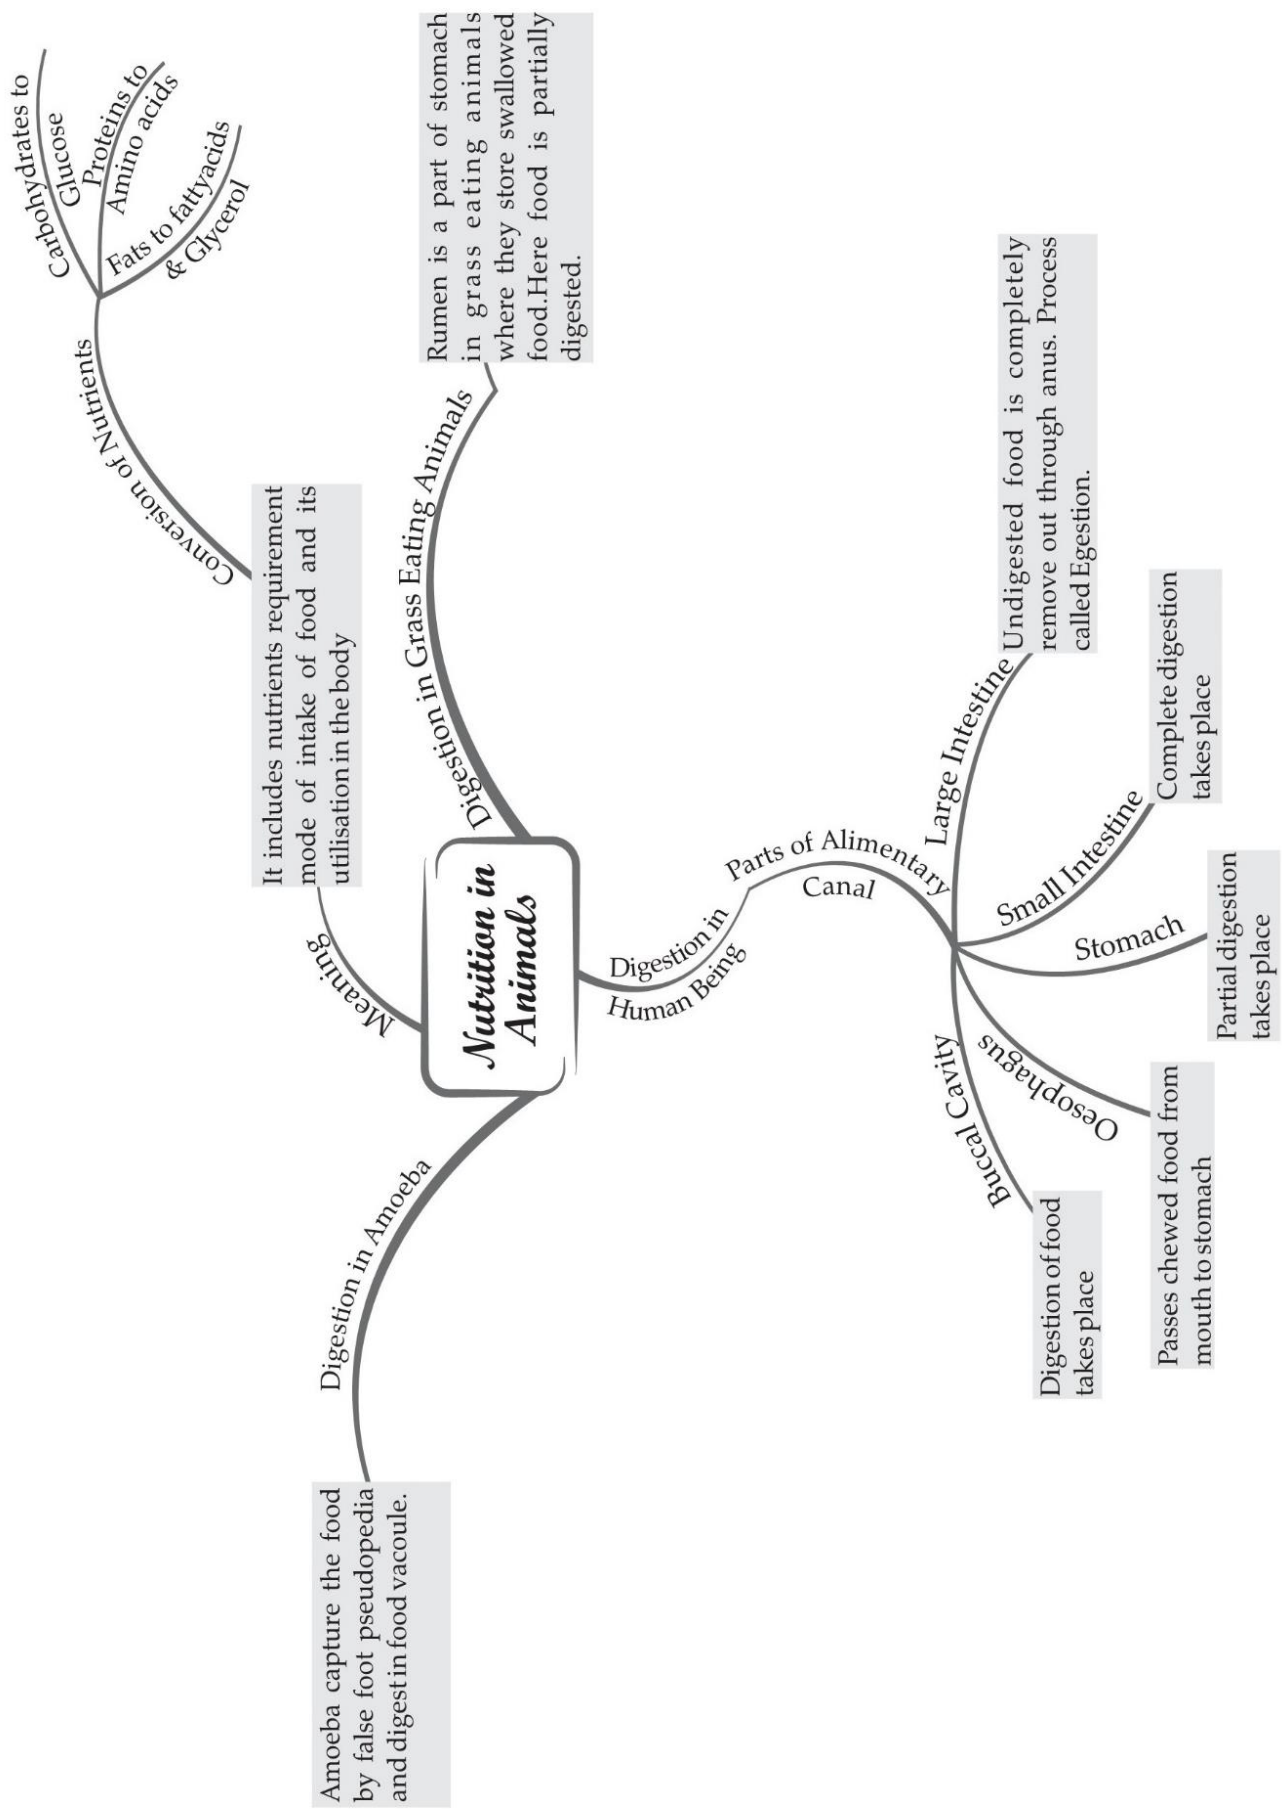 Nutrition in
Animals
Meaning
It includes nutrients requirement
mode of intake of food and its
utilisation in the body
Conversion of Nutrients
Carbohydrates to
Glucose
Proteins to
Amino acids
Fats to fattyacids
& Glycerol
Digestion in Grass Eating Animals
Rumen is a part of stomach
in grass eating animals
where they store swallowed
food.Here food is partially
digested.
Digestion in Amoeba
Amoeba capture the food
by false foot pseudopedia
and digest in food vacoule.
Digestion in
Human Being
Parts of Alimentary
Canal
Buccal Cavity
Digestion of food
takes place
Oesophagus
Passes chewed food from
mouth to stomach
Stomach
Partial digestion
takes place
Small Intestine
Complete digestion
takes place
Large Intestine
Undigested food is completely
remove out through anus. Process
called Egestion.